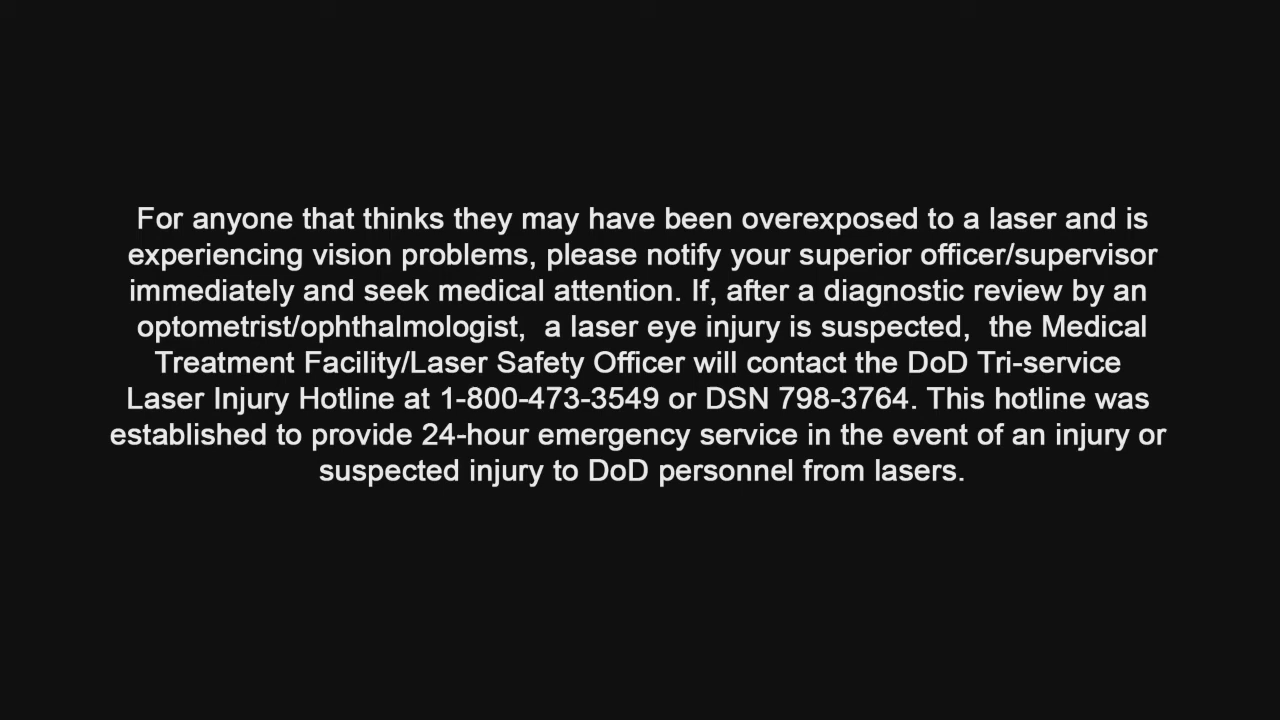 For anyone that thinks they may have been overexposed to a laser and is
experiencing vision problems, please notify your superior officer/supervisor
immediately and seek medical attention. If, after a diagnostic review by an
optometrist/ophthalmologist,  a laser eye injury is suspected,  the Medical
Treatment Facility/Laser Safety Officer will contact the DoD Tri-service
Laser Injury Hotline at 1-800-473-3549 or DSN 798-3764. This hotline was
established to provide 24-hour emergency service in the event of an injury or
suspected injury to DoD personnel from lasers.